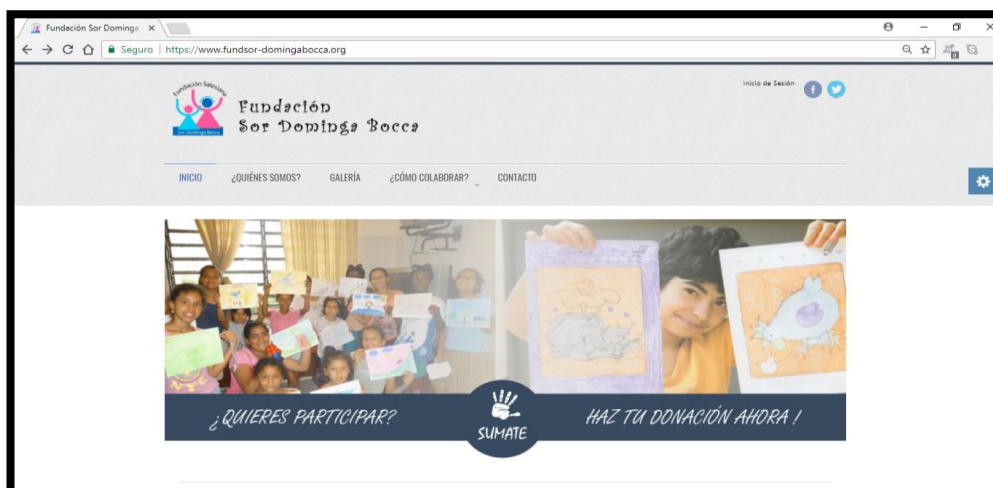 Fundación Sor Dominga
Seguro | https://www.fundsor-domingabocca.org
Fundación Salesiana
Sor Dominga Bocca
Fundación
Sor Dominga Bocca
Inicio de Sesión
INICIO ¿QUIÉNES SOMOS? GALERÍA ¿CÓMO COLABORAR? CONTACTO
¿QUIERES PARTICIPAR?
SUMATE
HAZ TU DONACIÓN AHORA !